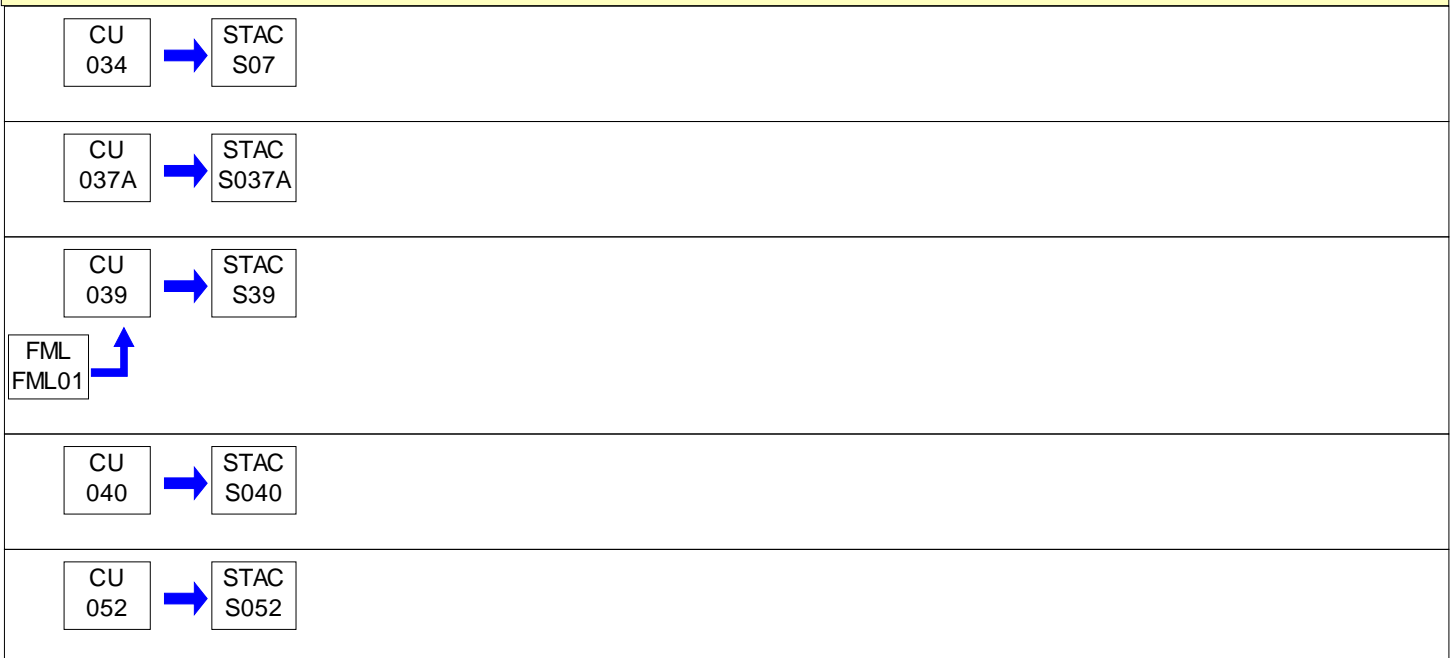 CU
034
STAC
S07
CU
037A
STAC
S037A
CU
039
STAC
S39
FML
FML01
CU
040
STAC
S040
CU
052
STAC
S052